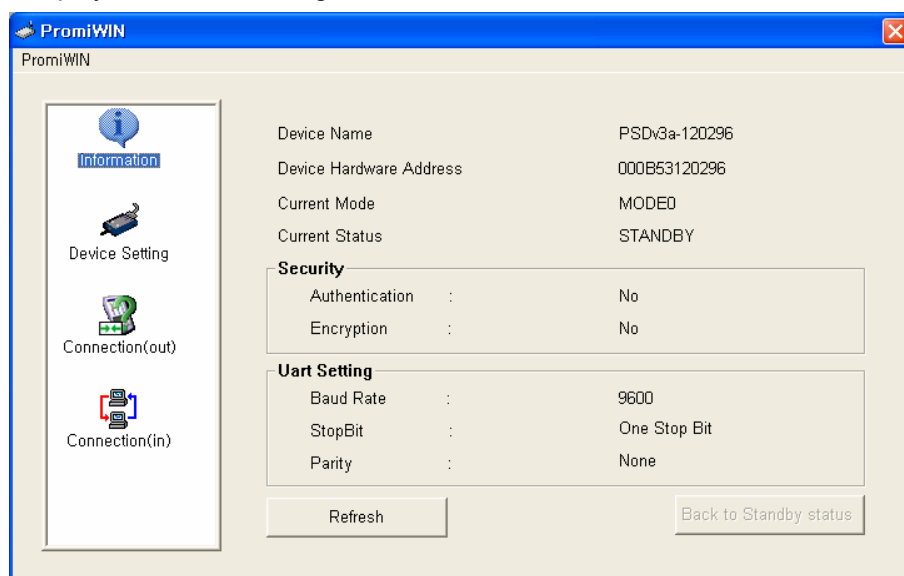 PromiWIN
PromiWIN
Information
Device Setting
Connection(out)
Connection(in)
Device Name PSDv3a-120296
Device Hardware Address 000B53120296
Current Mode MODE0
Current Status STANDBY
Security
Authentication : No
Encryption : No
Uart Setting
Baud Rate : 9600
StopBit : One Stop Bit
Parity : None
Refresh Back to Standby status